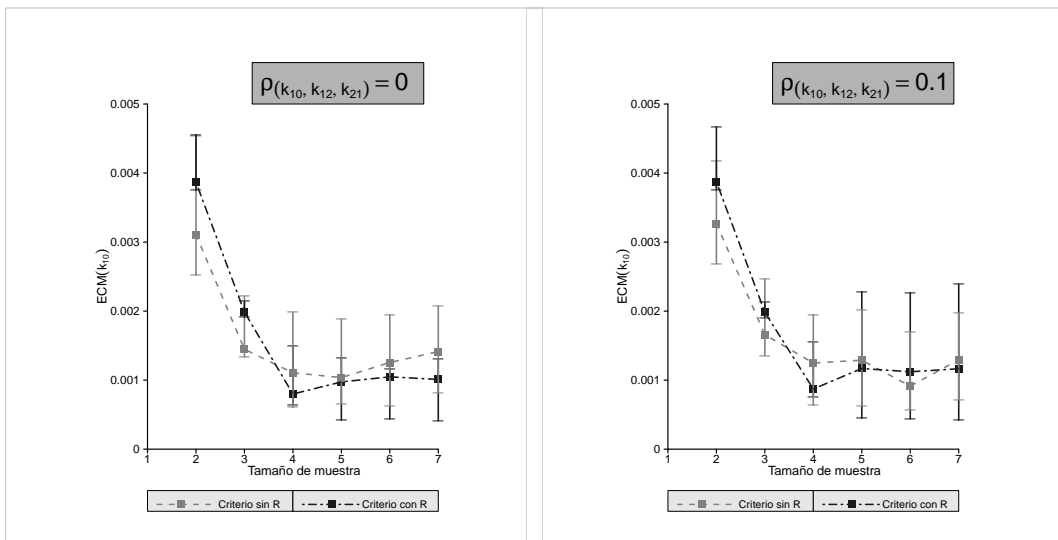 ρ(k10, k12, k21) = 0
0.005
0.004
0.003
0.002
0.001
0
ECM(k10)
1 2 3 4 5 6 7
Tamaño de muestra
Criterio sin R Criterio con R
ρ(k10, k12, k21) = 0.1
0.005
0.004
0.003
0.002
0.001
0
ECM(k10)
1 2 3 4 5 6 7
Tamaño de muestra
Criterio sin R Criterio con R